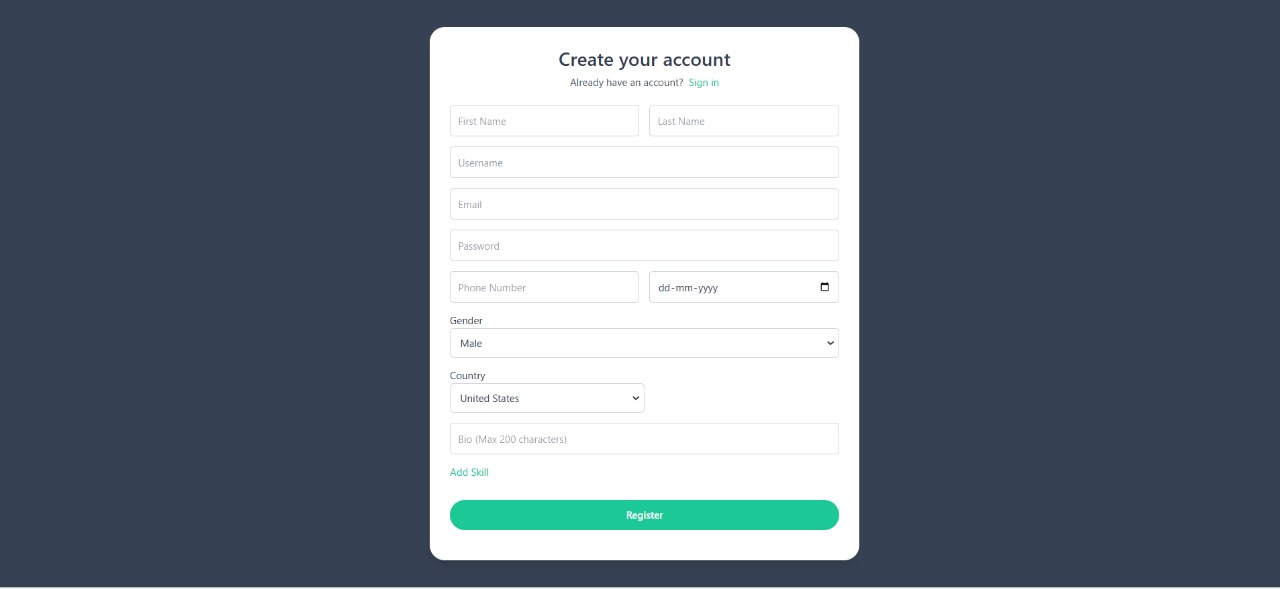 Create your account
Already have an account? Sign in
First Name Last Name
Username
Email
Password
Phone Number dd-mm-yyyy
Gender
Male
Country
United States
Bio (Max 200 characters)
Add Skill
Register